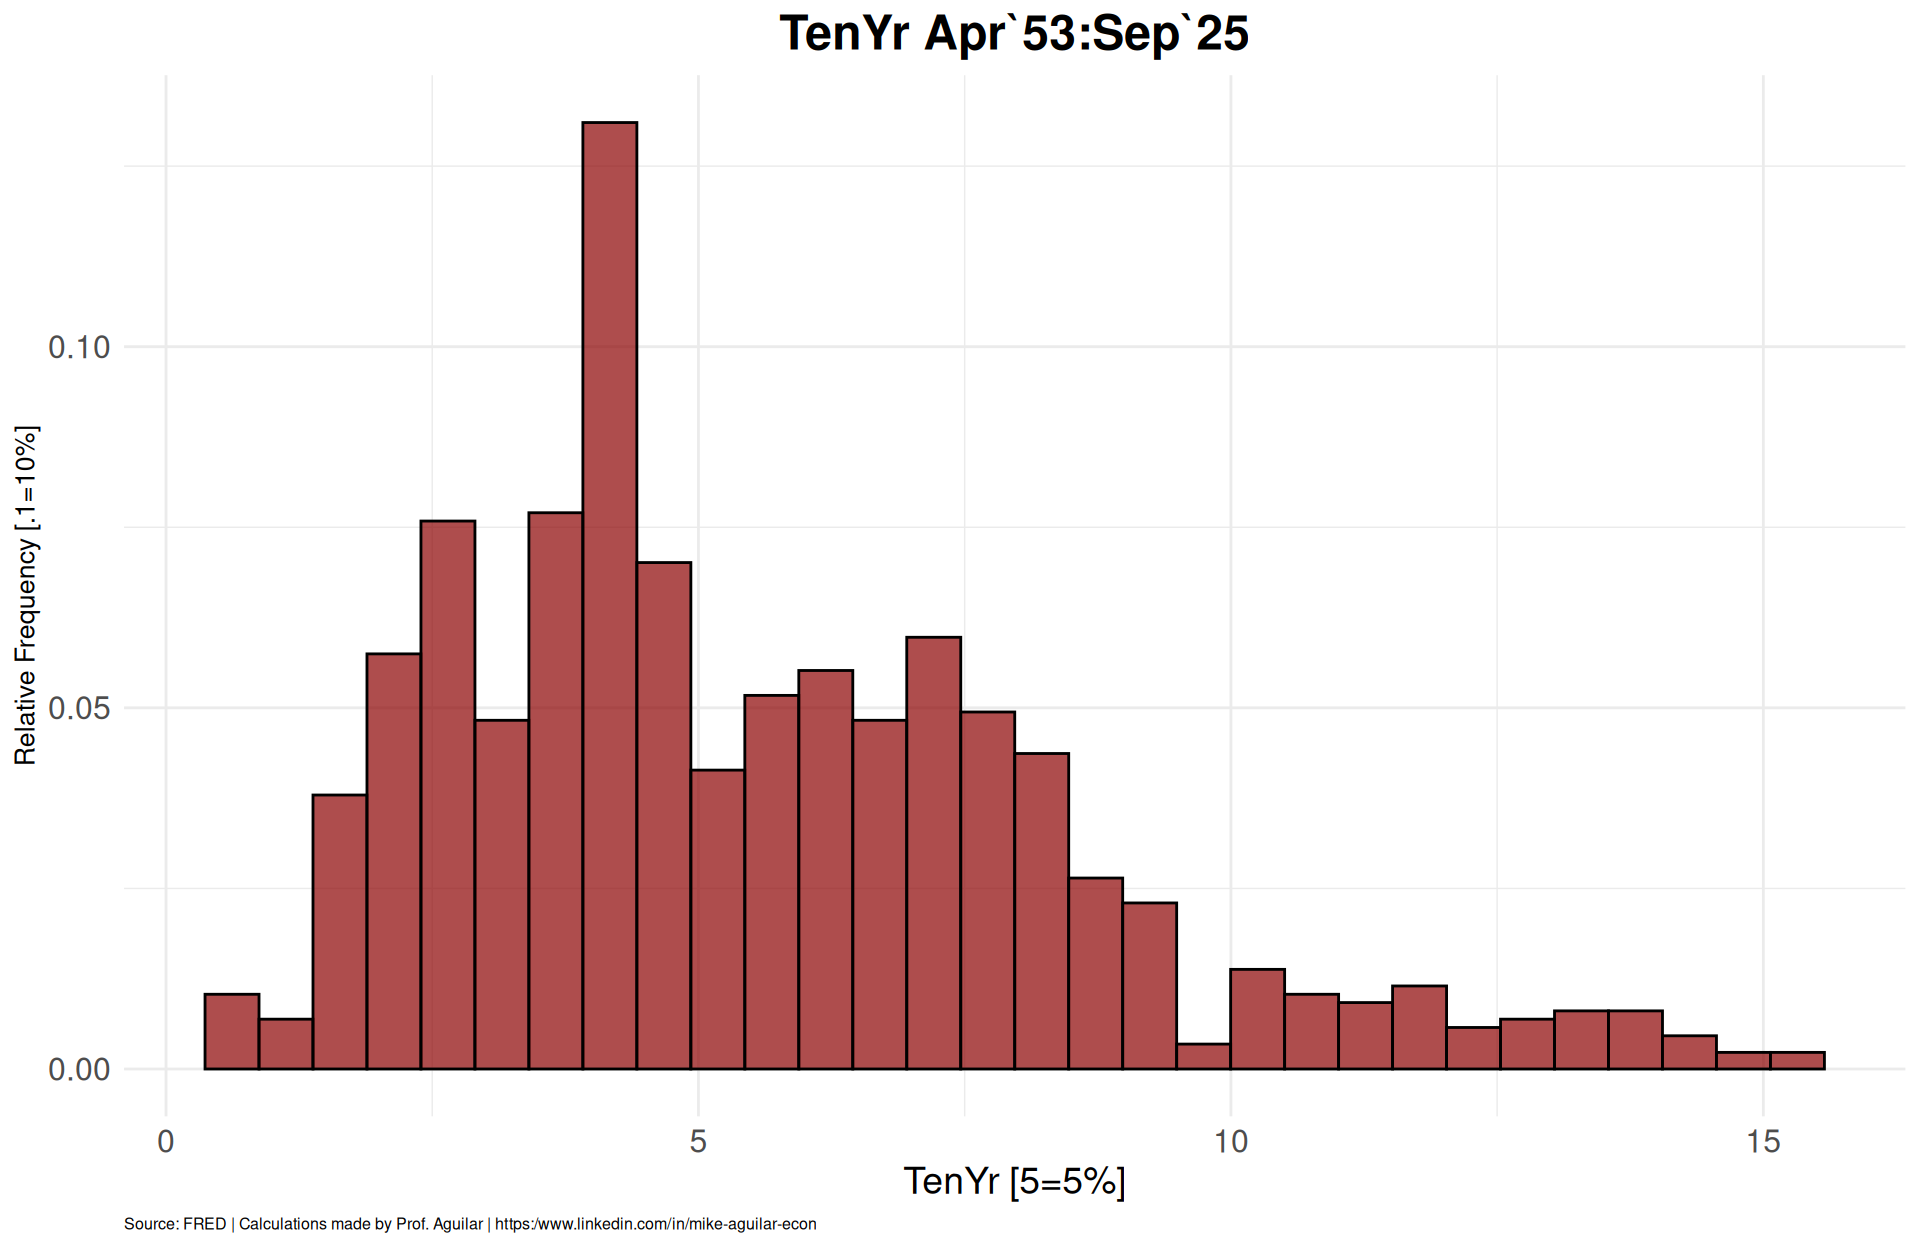 TenYr Apr`53:Sep`25
Relative Frequency [.1=10%]
0.10
0.05
0.00
0 5 10 15
TenYr [5=5%]
Source: FRED | Calculations made by Prof. Aguilar | https:/www.linkedin.com/in/mike-aguilar-econ